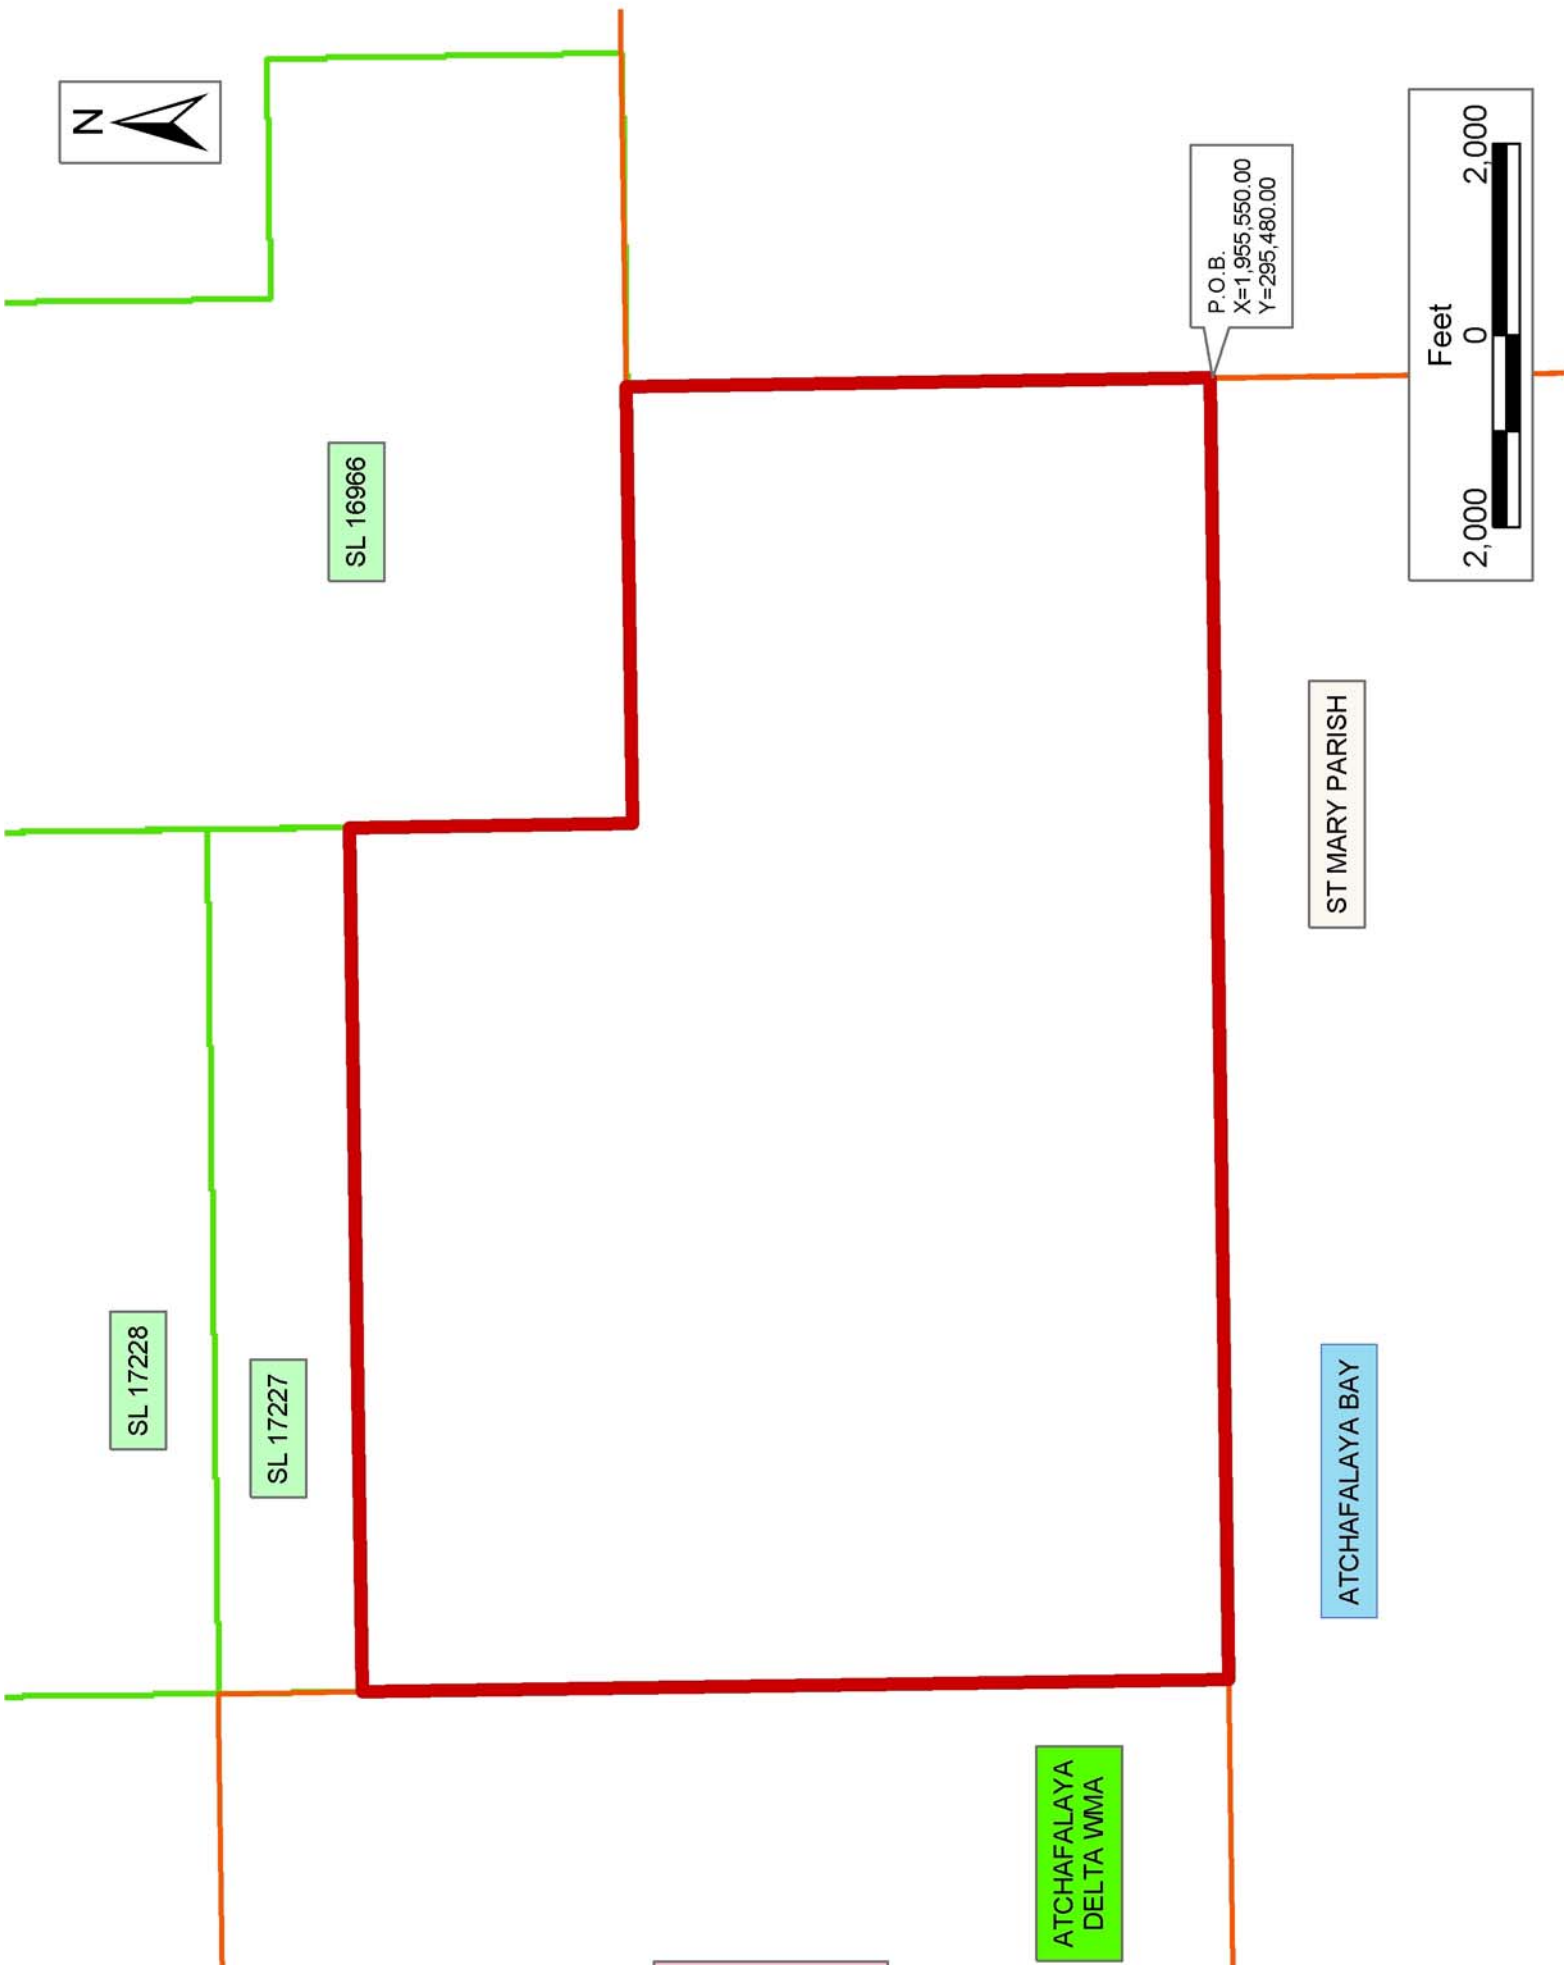 N
SL 17228
SL 17227
SL 16966
ATCHAFALAYA
DELTA WMA
P.O.B.
X=1,955,550.00
Y=295,480.00
ATCHAFALAYA BAY
ST MARY PARISH
Feet
2,000 0 2,000